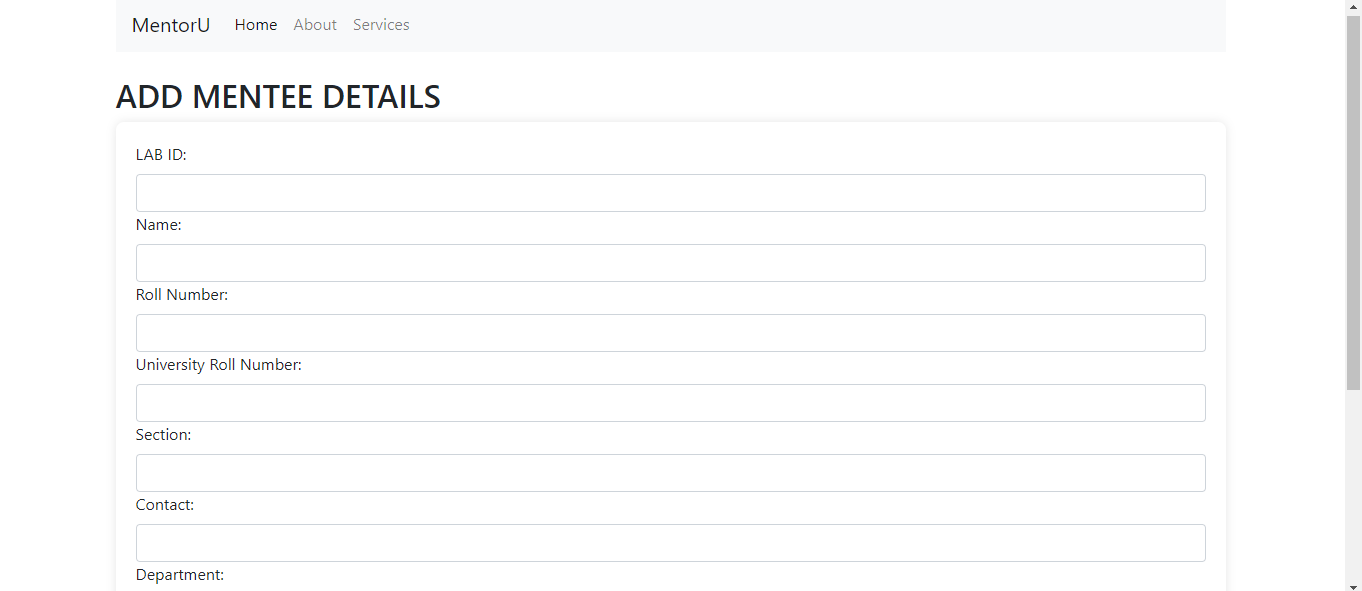 MentorU Home About Services
ADD MENTEE DETAILS
LAB ID:
Name:
Roll Number:
University Roll Number:
Section:
Contact:
Department: